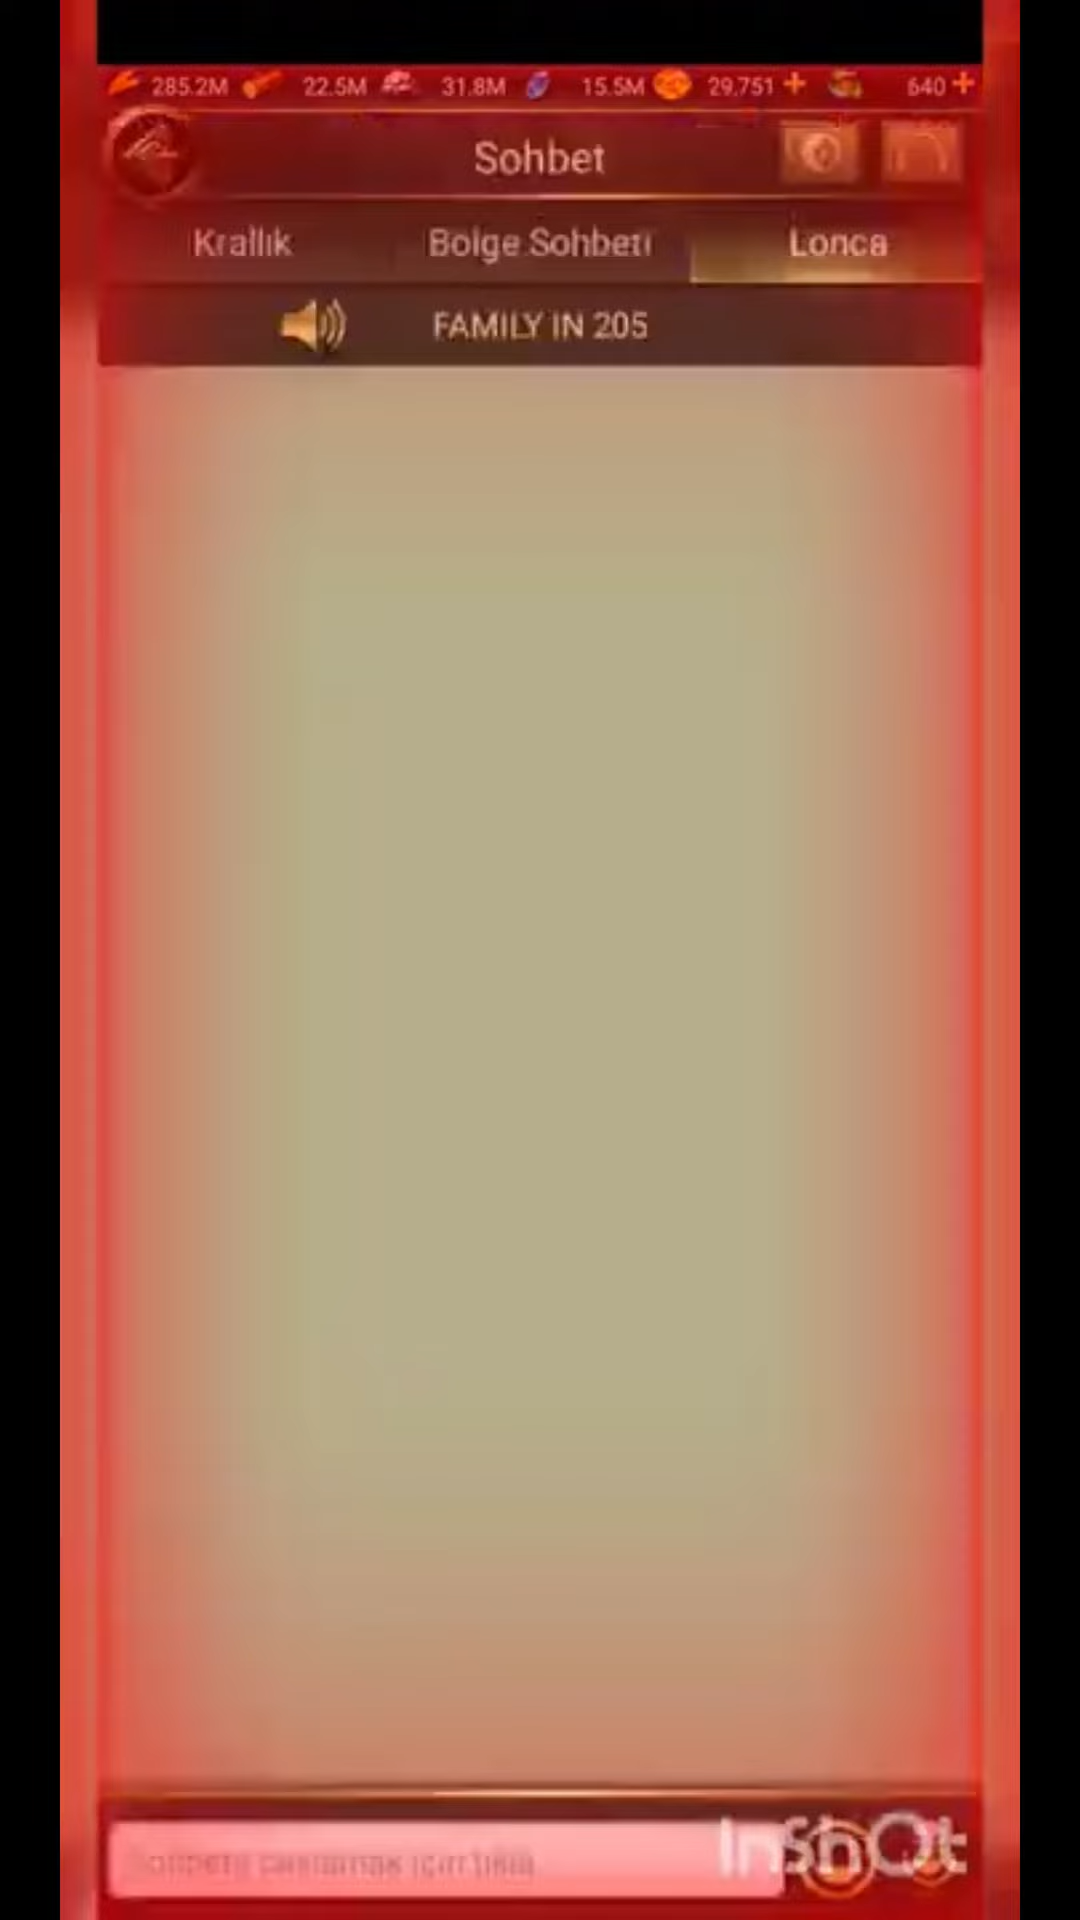 285.2M 22.5M 31.8M 15.5M 29.751 640
Sohbet
Krallık Bölge Sohbeti Lonca
FAMILY IN 205
InShOt